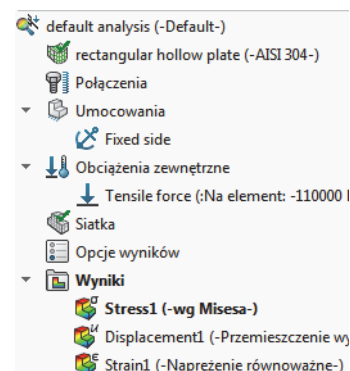 default analysis (-Default-)
rectangular hollow plate (-AISI 304-)
Połączenia
Umocowania
Fixed side
Obciążenia zewnętrzne
Tensile force (:Na element: -110000
Siatka
Opcje wyników
Wyniki
Stress1 (-wg Misesa-)
Displacement1 (-Przemieszczenie wy
Strain1 (-Naprężenie równoważne-)